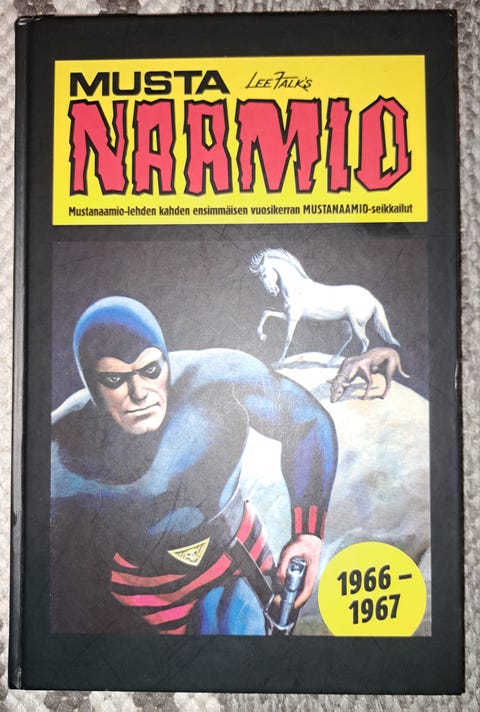 MUSTA LEE FALK'S
NAAMIO
Mustanaamio-lehden kahden ensimmäisen vuosikerran MUSTANAAMIO-seikkailut
1966 –
1967